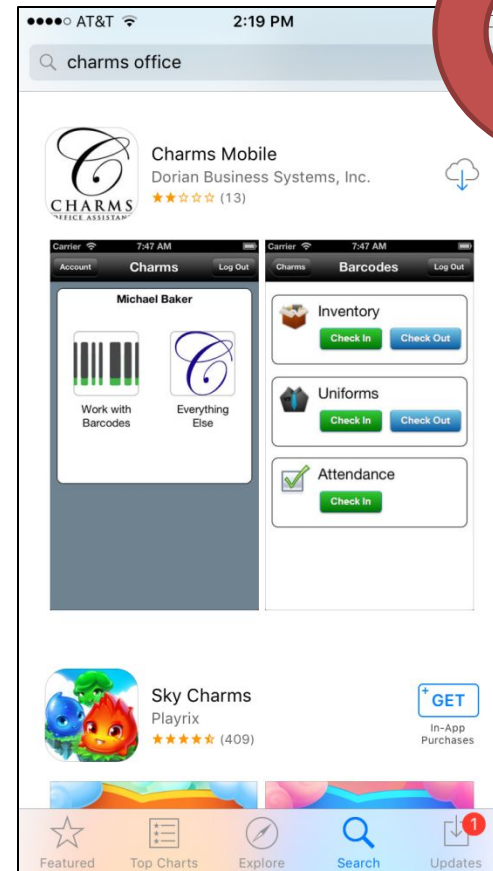 AT&T 2:19 PM
charms office
CHARMS
OFFICE ASSISTANT
Charms Mobile
Dorian Business Systems, Inc.
(13)
Carrier 7:47 AM
Account Charms Log Out
Michael Baker
Work with
Barcodes
Everything
Else
Carrier 7:47 AM
Charms Barcodes Log Out
Inventory
Check In Check Out
Uniforms
Check In Check Out
Attendance
Check In
Sky Charms
Playrix
(409)
+ GET
In-App
Purchases
1
Featured Top Charts Explore Search Updates